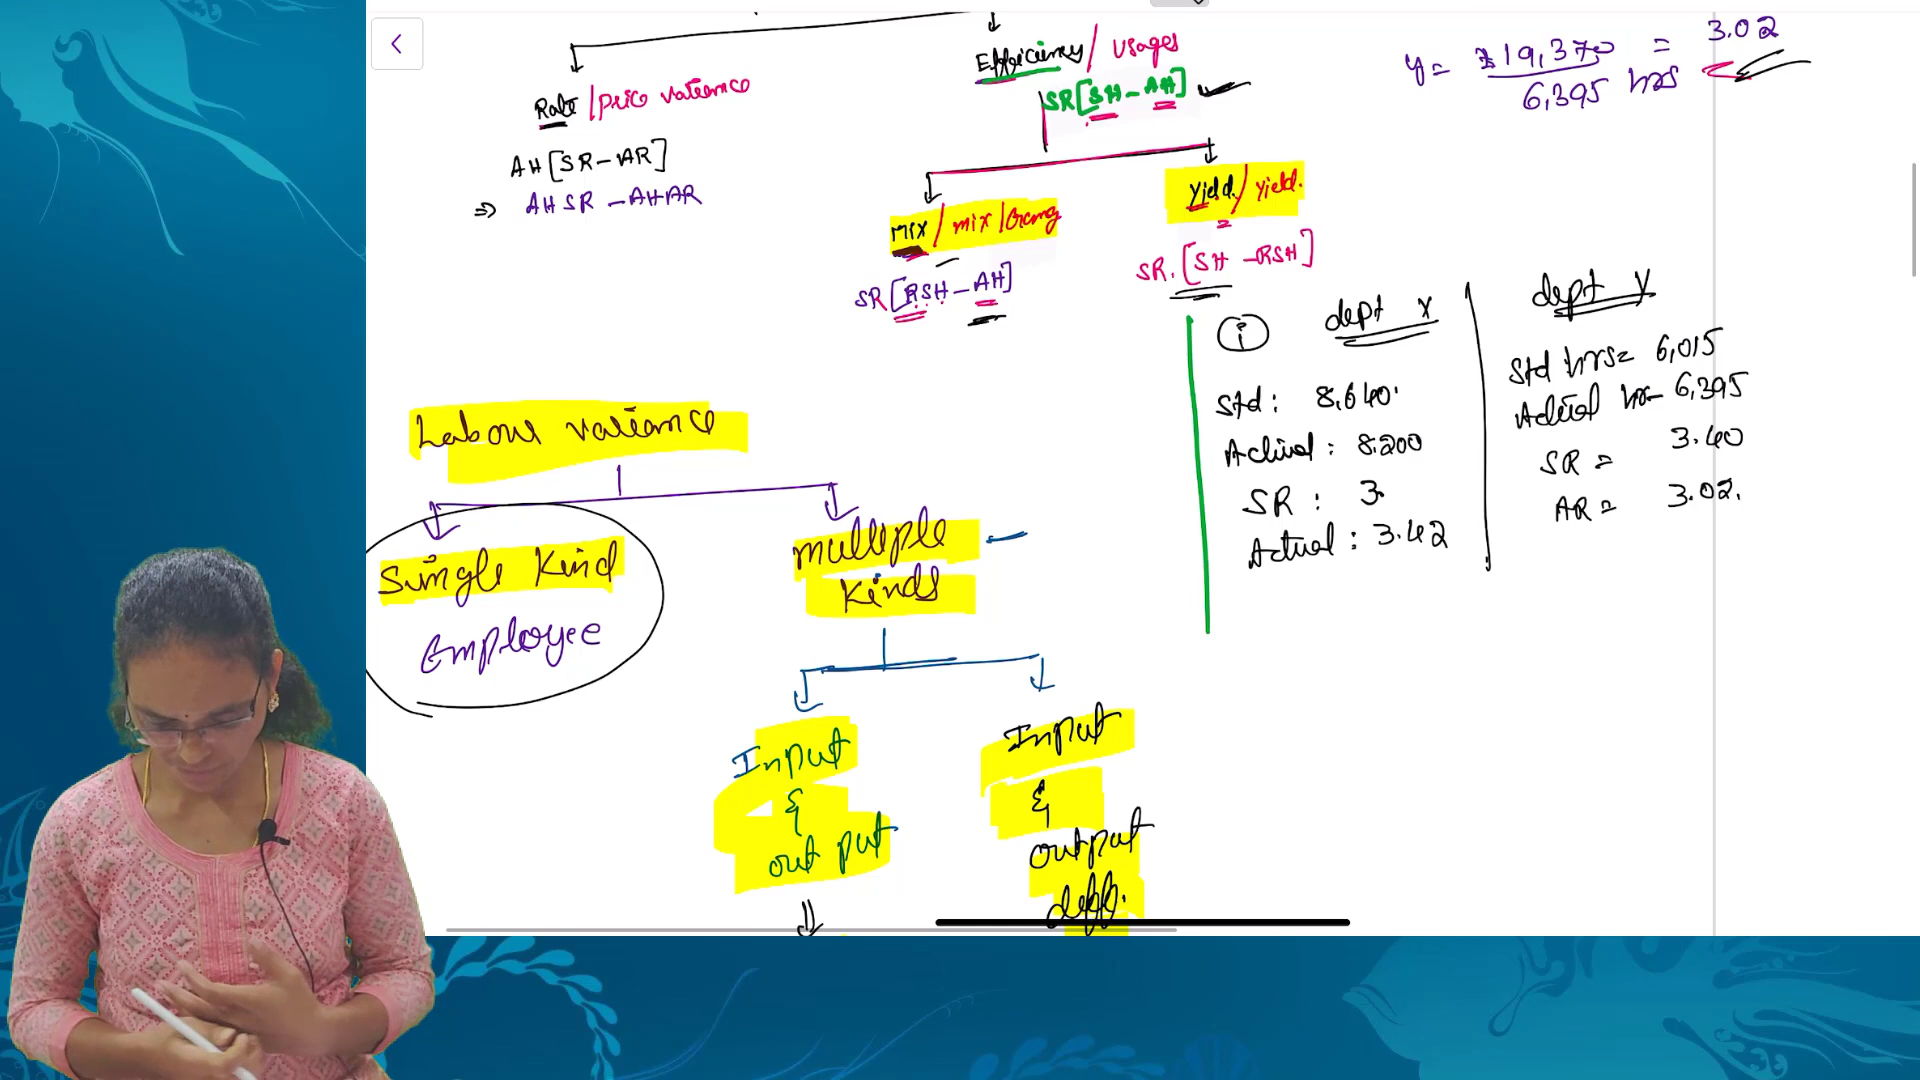 Efficiency / Usages
SR[SH - AH]
Rate / price variance
AH[SR - AR]
⇒ AHSR - AHAR
Mix / mix / Gang
SR[RSH - AH]
Yield / yield.
SR.[SH - RSH]
y = 19,370 / 6,395 hrs = 3.02
i dept x
Std: 8,640.
Actual: 8.200
SR: 3.
Actual: 3.42
dept y
Std hrs= 6,015
Actual hr- 6,395
SR = 3.40
AR = 3.02.
Labour variance
Single Kind
Employee
multiple
Kinds
Input
&
out put
Input
&
output
diff.